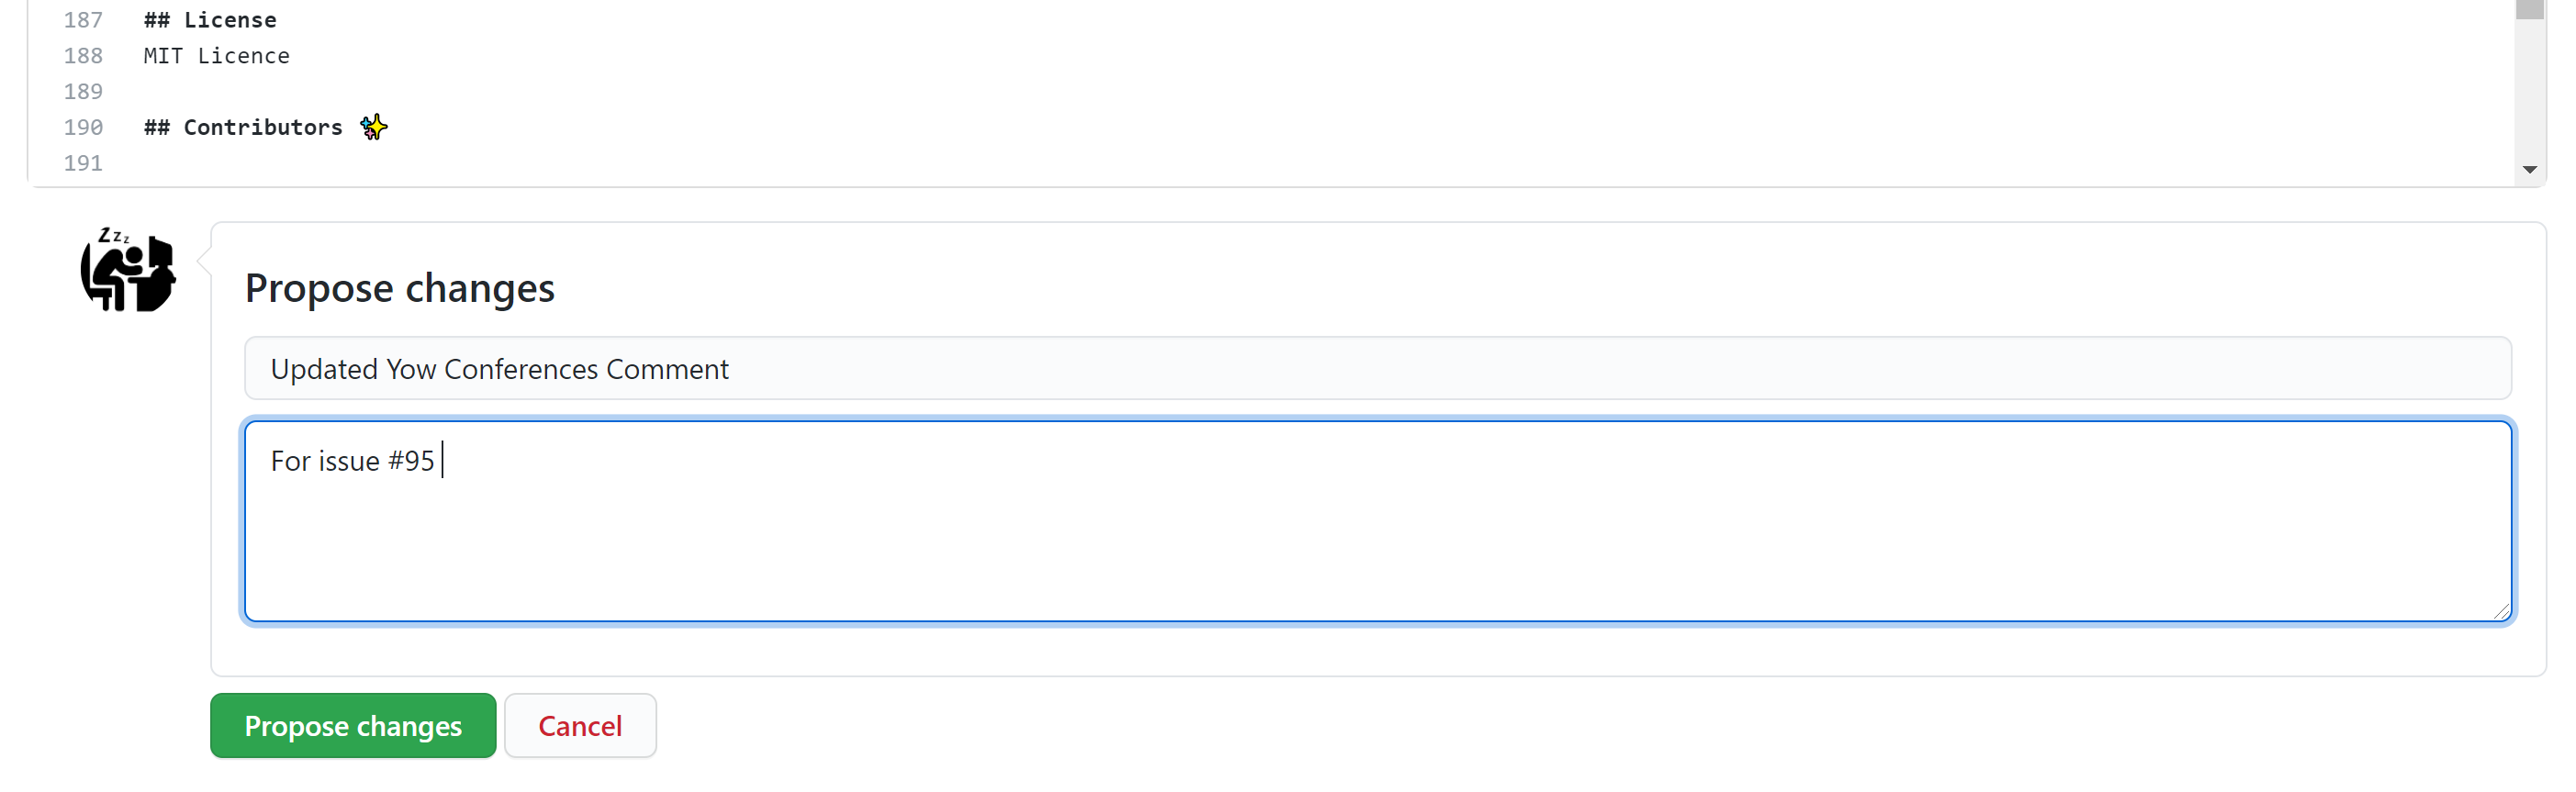 187 ## License
188 MIT Licence
189
190 ## Contributors ✨
191
Zzz
Propose changes
Updated Yow Conferences Comment
For issue #95
Propose changes Cancel